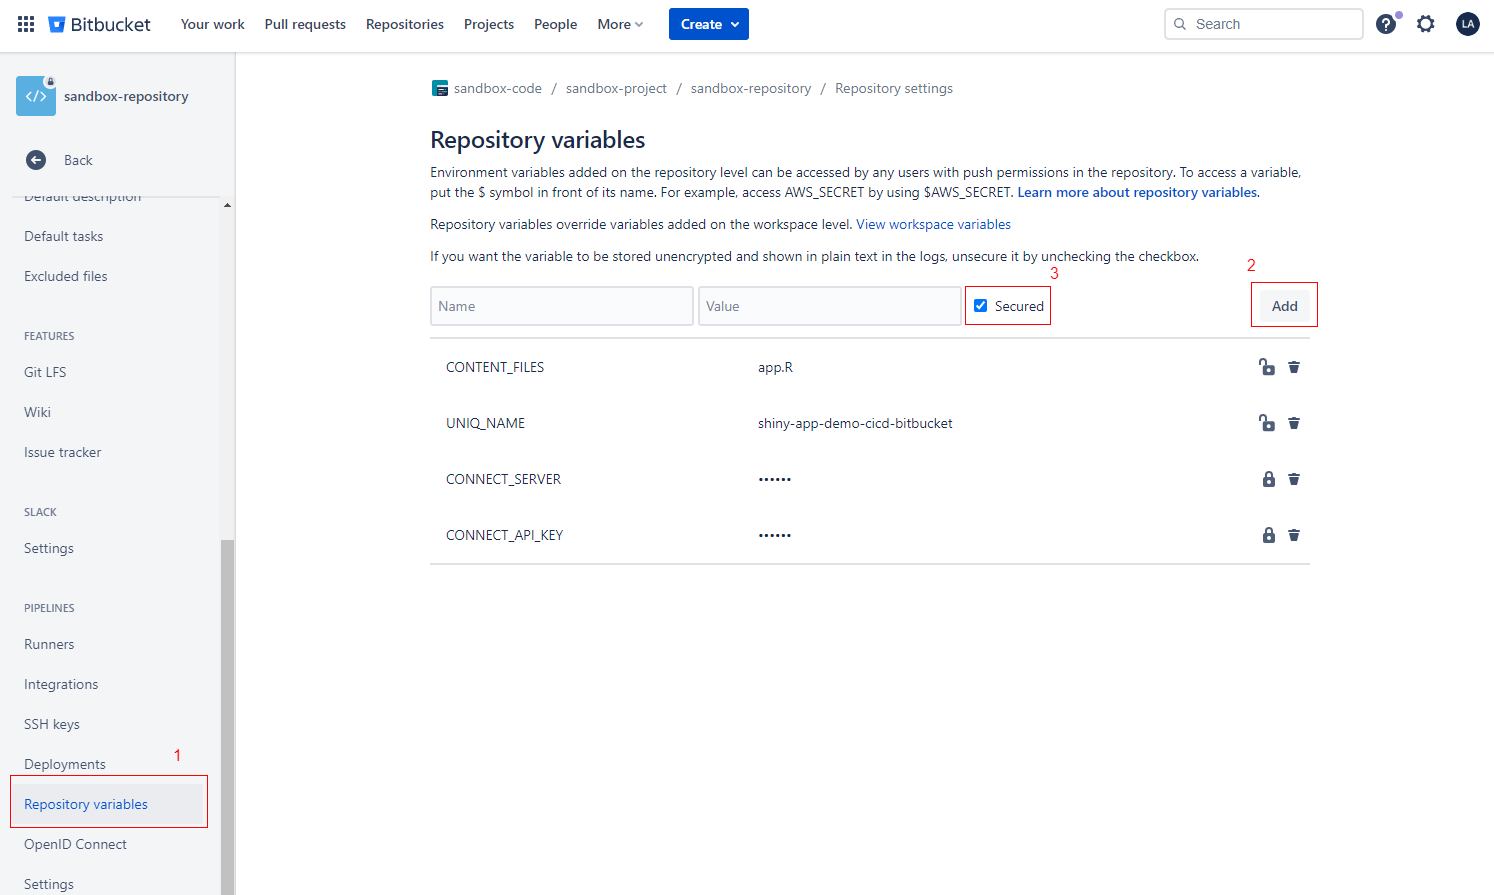 Bitbucket
Your work
Pull requests
Repositories
Projects
People
More
Create
Search
LA
sandbox-repository
Back
Default description
Default tasks
Excluded files
FEATURES
Git LFS
Wiki
Issue tracker
SLACK
Settings
PIPELINES
Runners
Integrations
SSH keys
Deployments
1
Repository variables
OpenID Connect
Settings
sandbox-code / sandbox-project / sandbox-repository / Repository settings
Repository variables
Environment variables added on the repository level can be accessed by any users with push permissions in the repository. To access a variable,
put the $ symbol in front of its name. For example, access AWS_SECRET by using $AWS_SECRET. Learn more about repository variables.
Repository variables override variables added on the workspace level. View workspace variables
If you want the variable to be stored unencrypted and shown in plain text in the logs, unsecure it by unchecking the checkbox.
3
2
Name
Value
Secured
Add
CONTENT_FILES
app.R
UNIQ_NAME
shiny-app-demo-cicd-bitbucket
CONNECT_SERVER
••••••
CONNECT_API_KEY
••••••